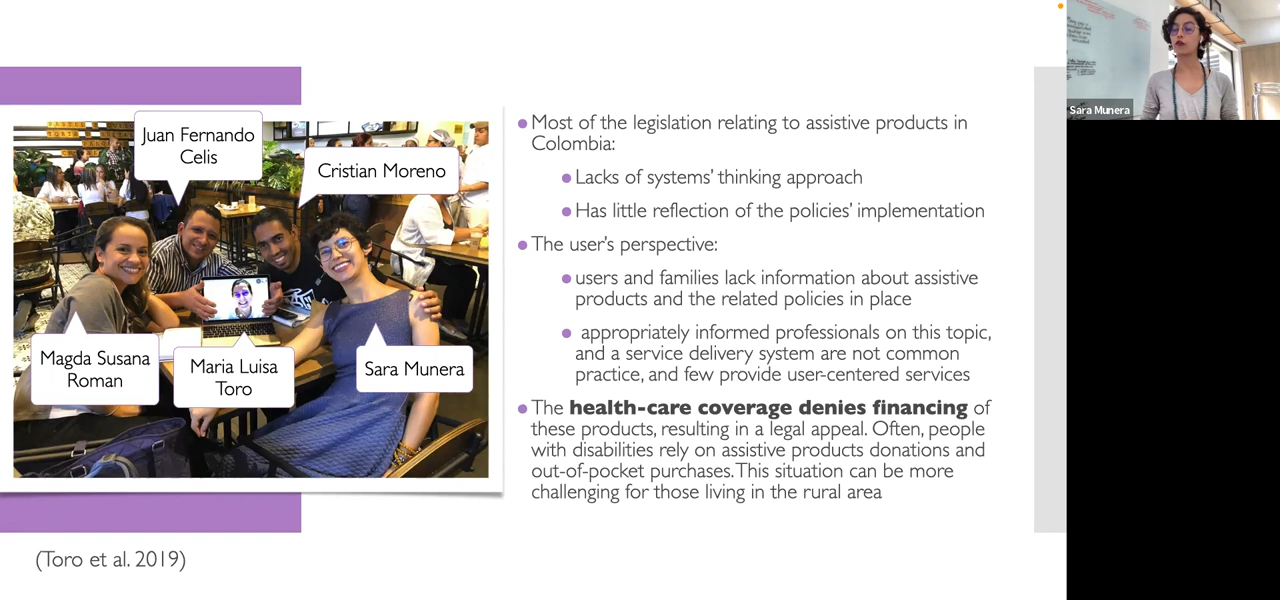 Juan Fernando
Celis
Cristian Moreno
Magda Susana
Roman
Maria Luisa
Toro
Sara Munera
Most of the legislation relating to assistive products in
Colombia:
Lacks of systems' thinking approach
Has little reflection of the policies' implementation
The user's perspective:
users and families lack information about assistive
products and the related policies in place
appropriately informed professionals on this topic,
and a service delivery system are not common
practice, and few provide user-centered services
The health-care coverage denies financing of
these products, resulting in a legal appeal. Often, people
with disabilities rely on assistive products donations and
out-of-pocket purchases. This situation can be more
challenging for those living in the rural area
(Toro et al. 2019)
Sara Munera